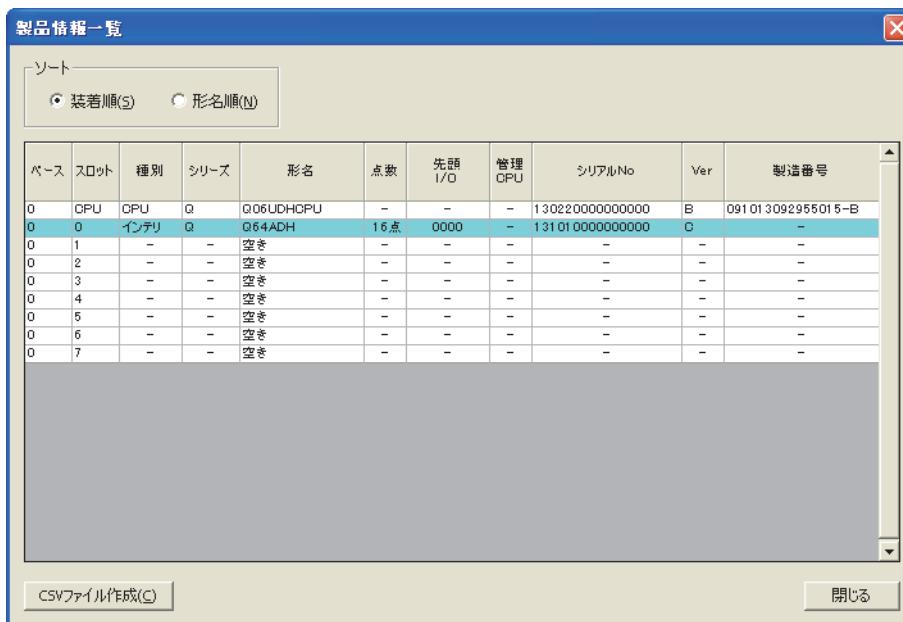 製品情報一覧
ソート
装着順(S) 形名順(N)
ベース スロット 種別 シリーズ 形名 点数 先頭 I/O 管理 CPU シリアルNo Ver 製造番号
0 CPU CPU Q Q06UDHCPU - - - 130220000000000 B 091013092955015-B
0 0 インテリ Q Q64ADH 16点 0000 - 131010000000000 C -
0 1 - - 空き - - - - - -
0 2 - - 空き - - - - - -
0 3 - - 空き - - - - - -
0 4 - - 空き - - - - - -
0 5 - - 空き - - - - - -
0 6 - - 空き - - - - - -
0 7 - - 空き - - - - - -
CSVファイル作成(C) 閉じる